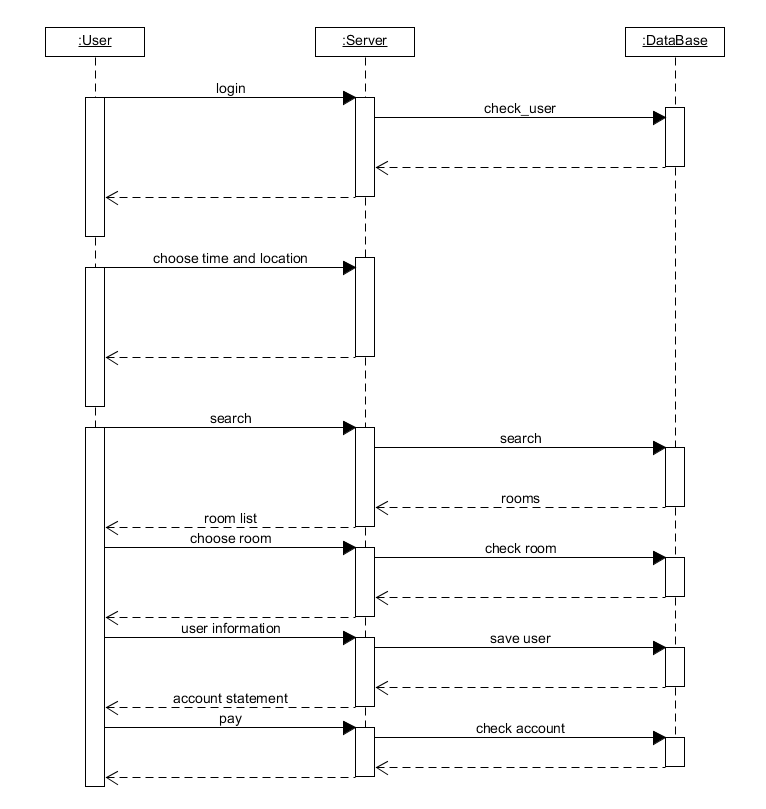 :User
:Server
:DataBase
login
check_user
choose time and location
search
search
rooms
room list
choose room
check room
user information
save user
account statement
pay
check account